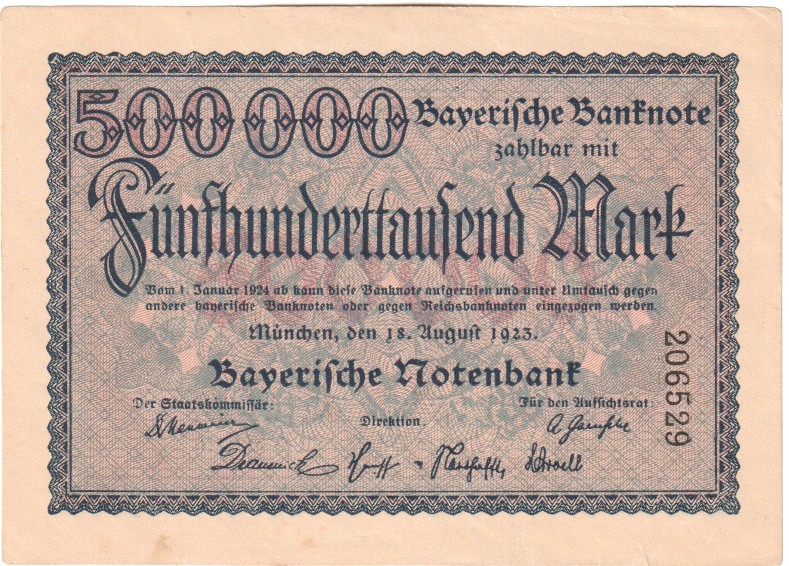 500000 Bayerische Banknote
zahlbar mit
Fünfhunderttausend Mark
Vom 1. Januar 1924 ab kann diese Banknote aufgerufen und unter Umtausch gegen
andere bayerische Banknoten oder gegen Reichsbanknoten eingezogen werden.
München, den 18. August 1923.
Bayerische Notenbank
Der Staatskommissär:
Direktion.
Für den Aufsichtsrat:
206529